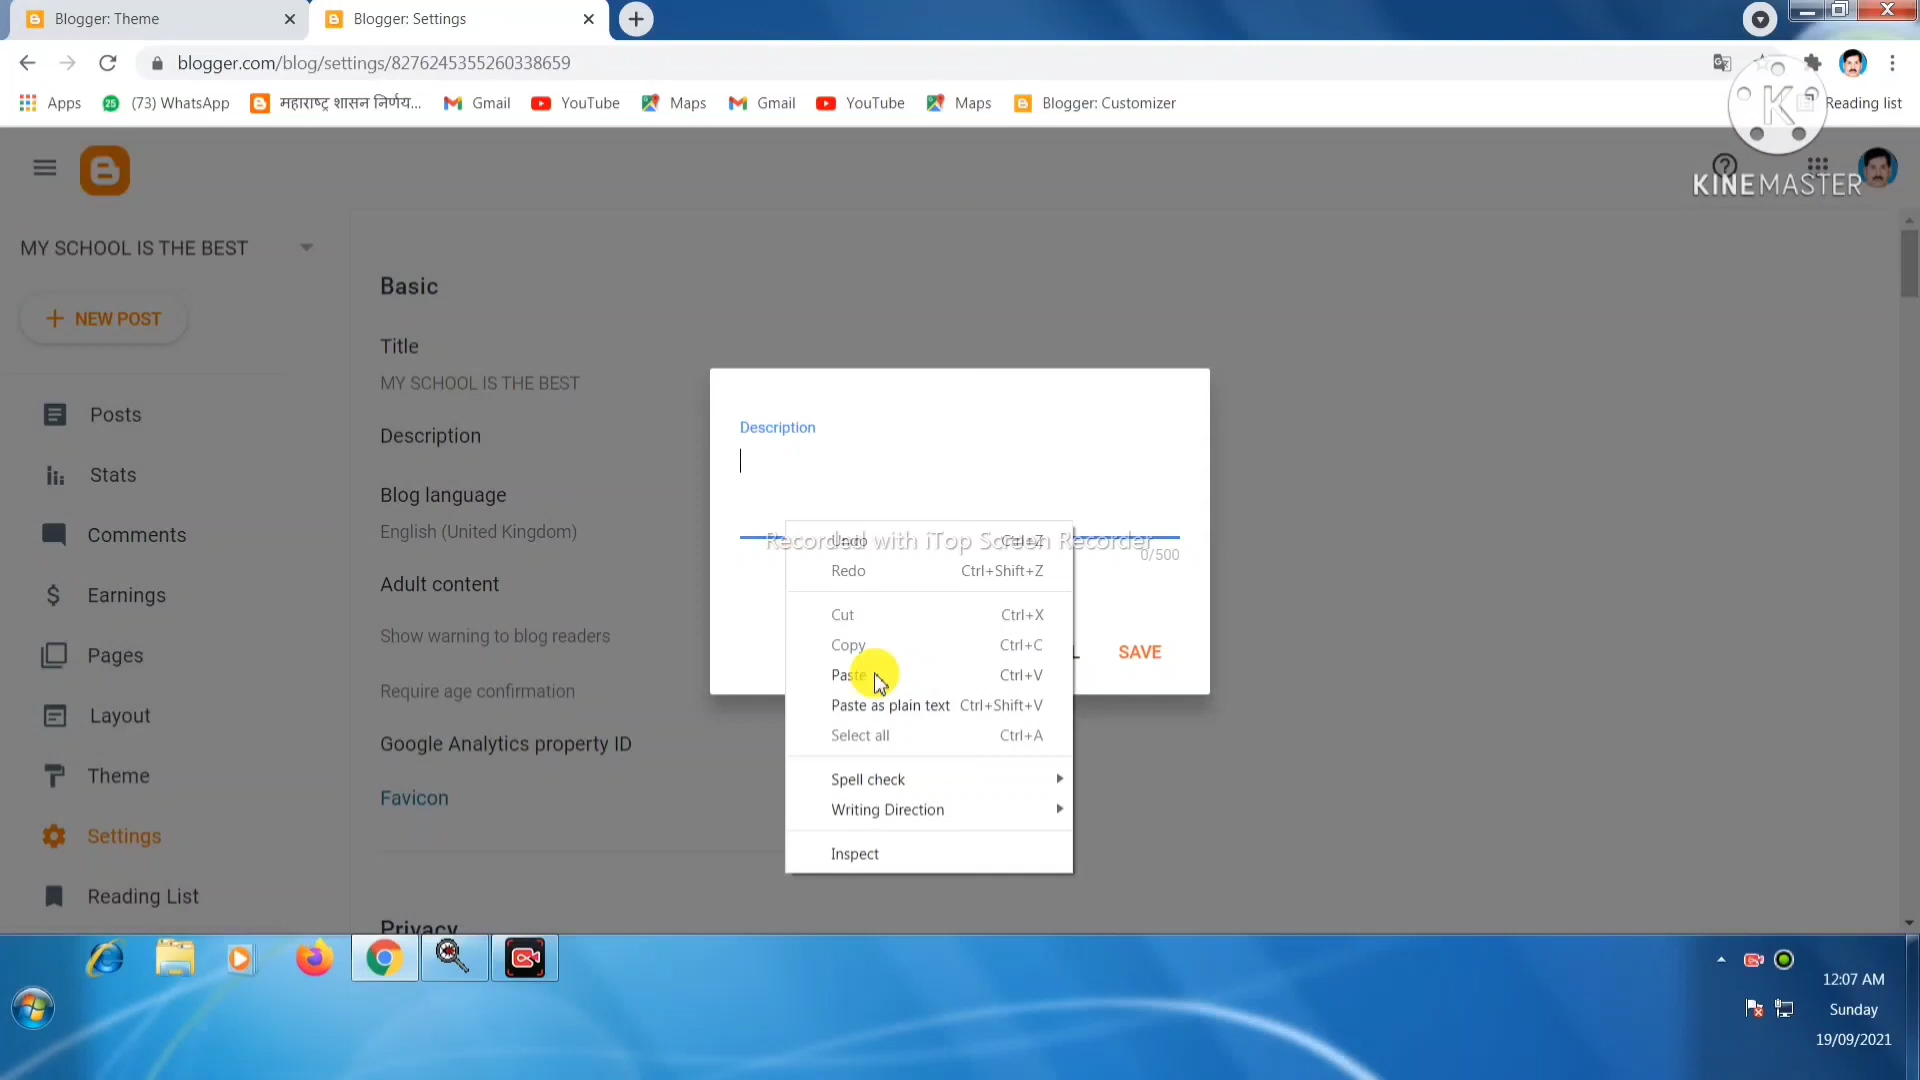 Blogger: Theme
Blogger: Settings
blogger.com/blog/settings/8276245355260338659
Apps
(73) WhatsApp
महाराष्ट्र शासन निर्णय...
Gmail
YouTube
Maps
Gmail
YouTube
Maps
Blogger: Customizer
Reading list
K
KINEMASTER
MY SCHOOL IS THE BEST
+ NEW POST
Posts
Stats
Comments
Earnings
Pages
Layout
Theme
Settings
Reading List
Basic
Title
MY SCHOOL IS THE BEST
Description
Blog language
English (United Kingdom)
Adult content
Show warning to blog readers
Require age confirmation
Google Analytics property ID
Favicon
Privacy
Description
Recorded with iTop Screen Recorder
0/500
SAVE
Undo Ctrl+Z
Redo Ctrl+Shift+Z
Cut Ctrl+X
Copy Ctrl+C
Paste Ctrl+V
Paste as plain text Ctrl+Shift+V
Select all Ctrl+A
Spell check
Writing Direction
Inspect
12:07 AM
Sunday
19/09/2021